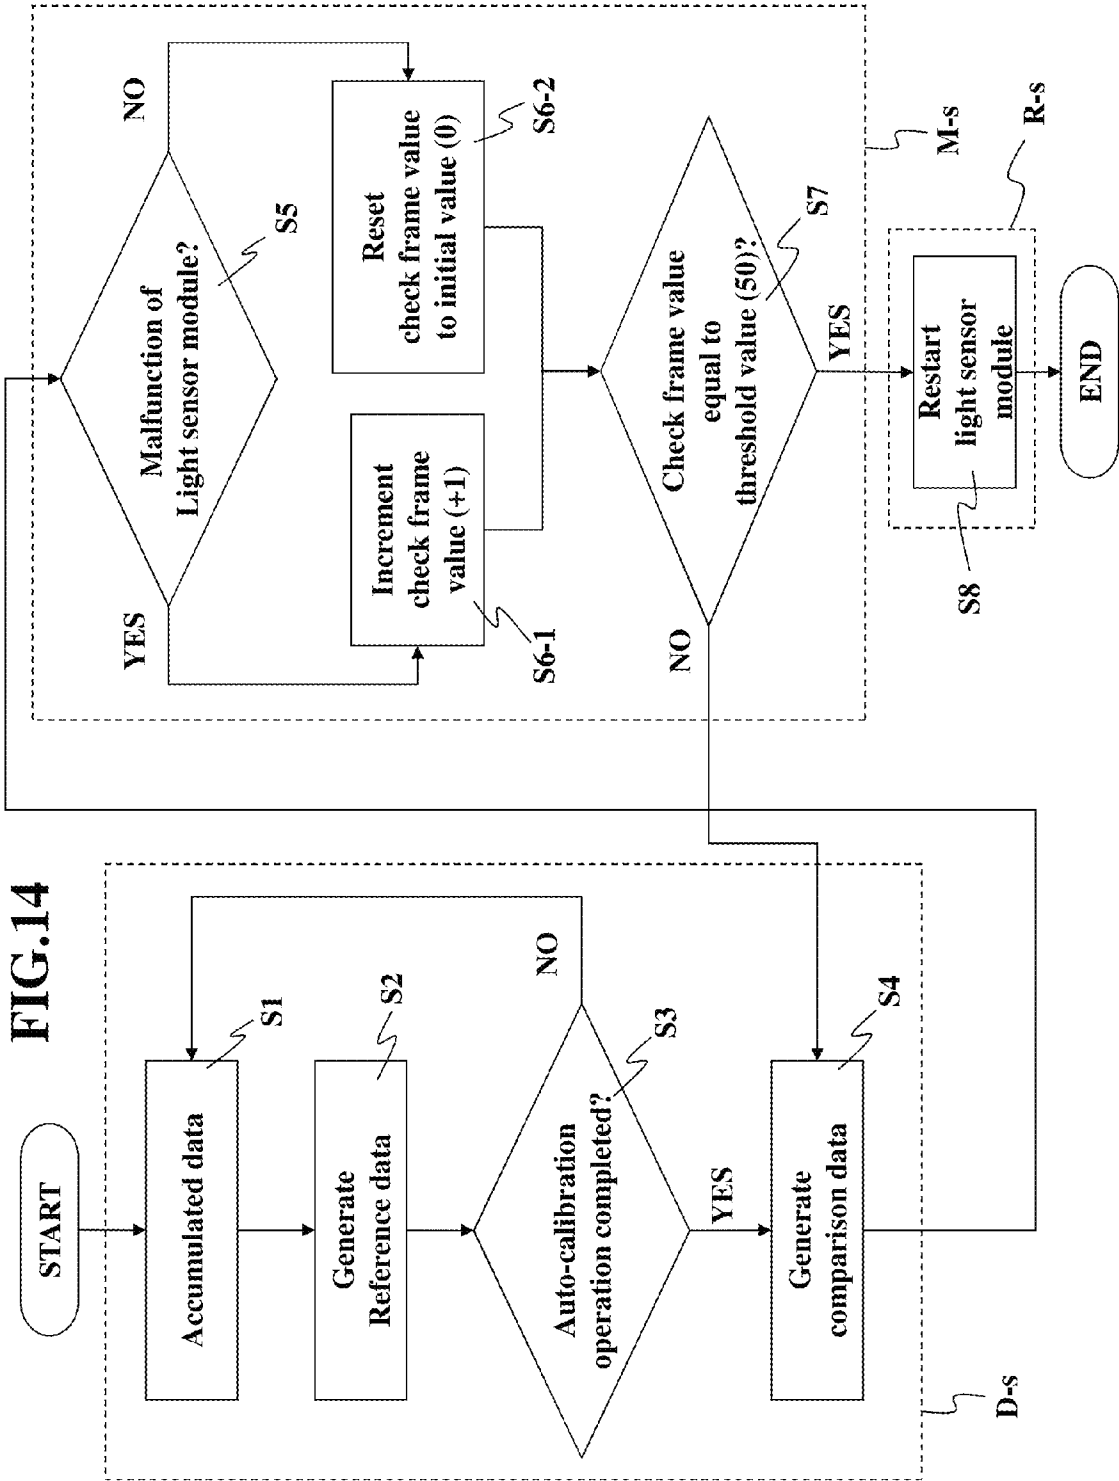 FIG.14
START
Accumulated data
S1
Generate
Reference data
S2
Auto-calibration
operation completed?
S3
NO
YES
Generate
comparison data
S4
D-s
Malfunction of
Light sensor module?
S5
YES
NO
Increment
check frame
value (+1)
S6-1
Reset
check frame value
to initial value (0)
S6-2
Check frame value
equal to
threshold value (50)?
S7
NO
YES
M-s
Restart
light sensor
module
S8
R-s
END